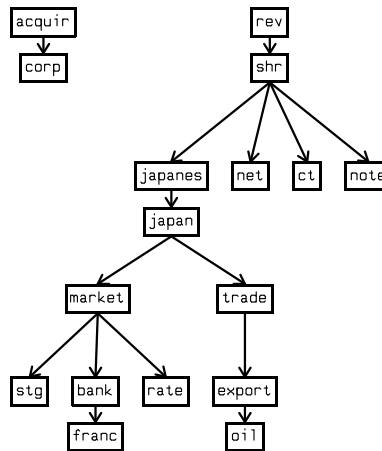 acquir
rev
corp
shr
japanes
net
ct
note
japan
market
trade
stg
bank
rate
export
franc
oil